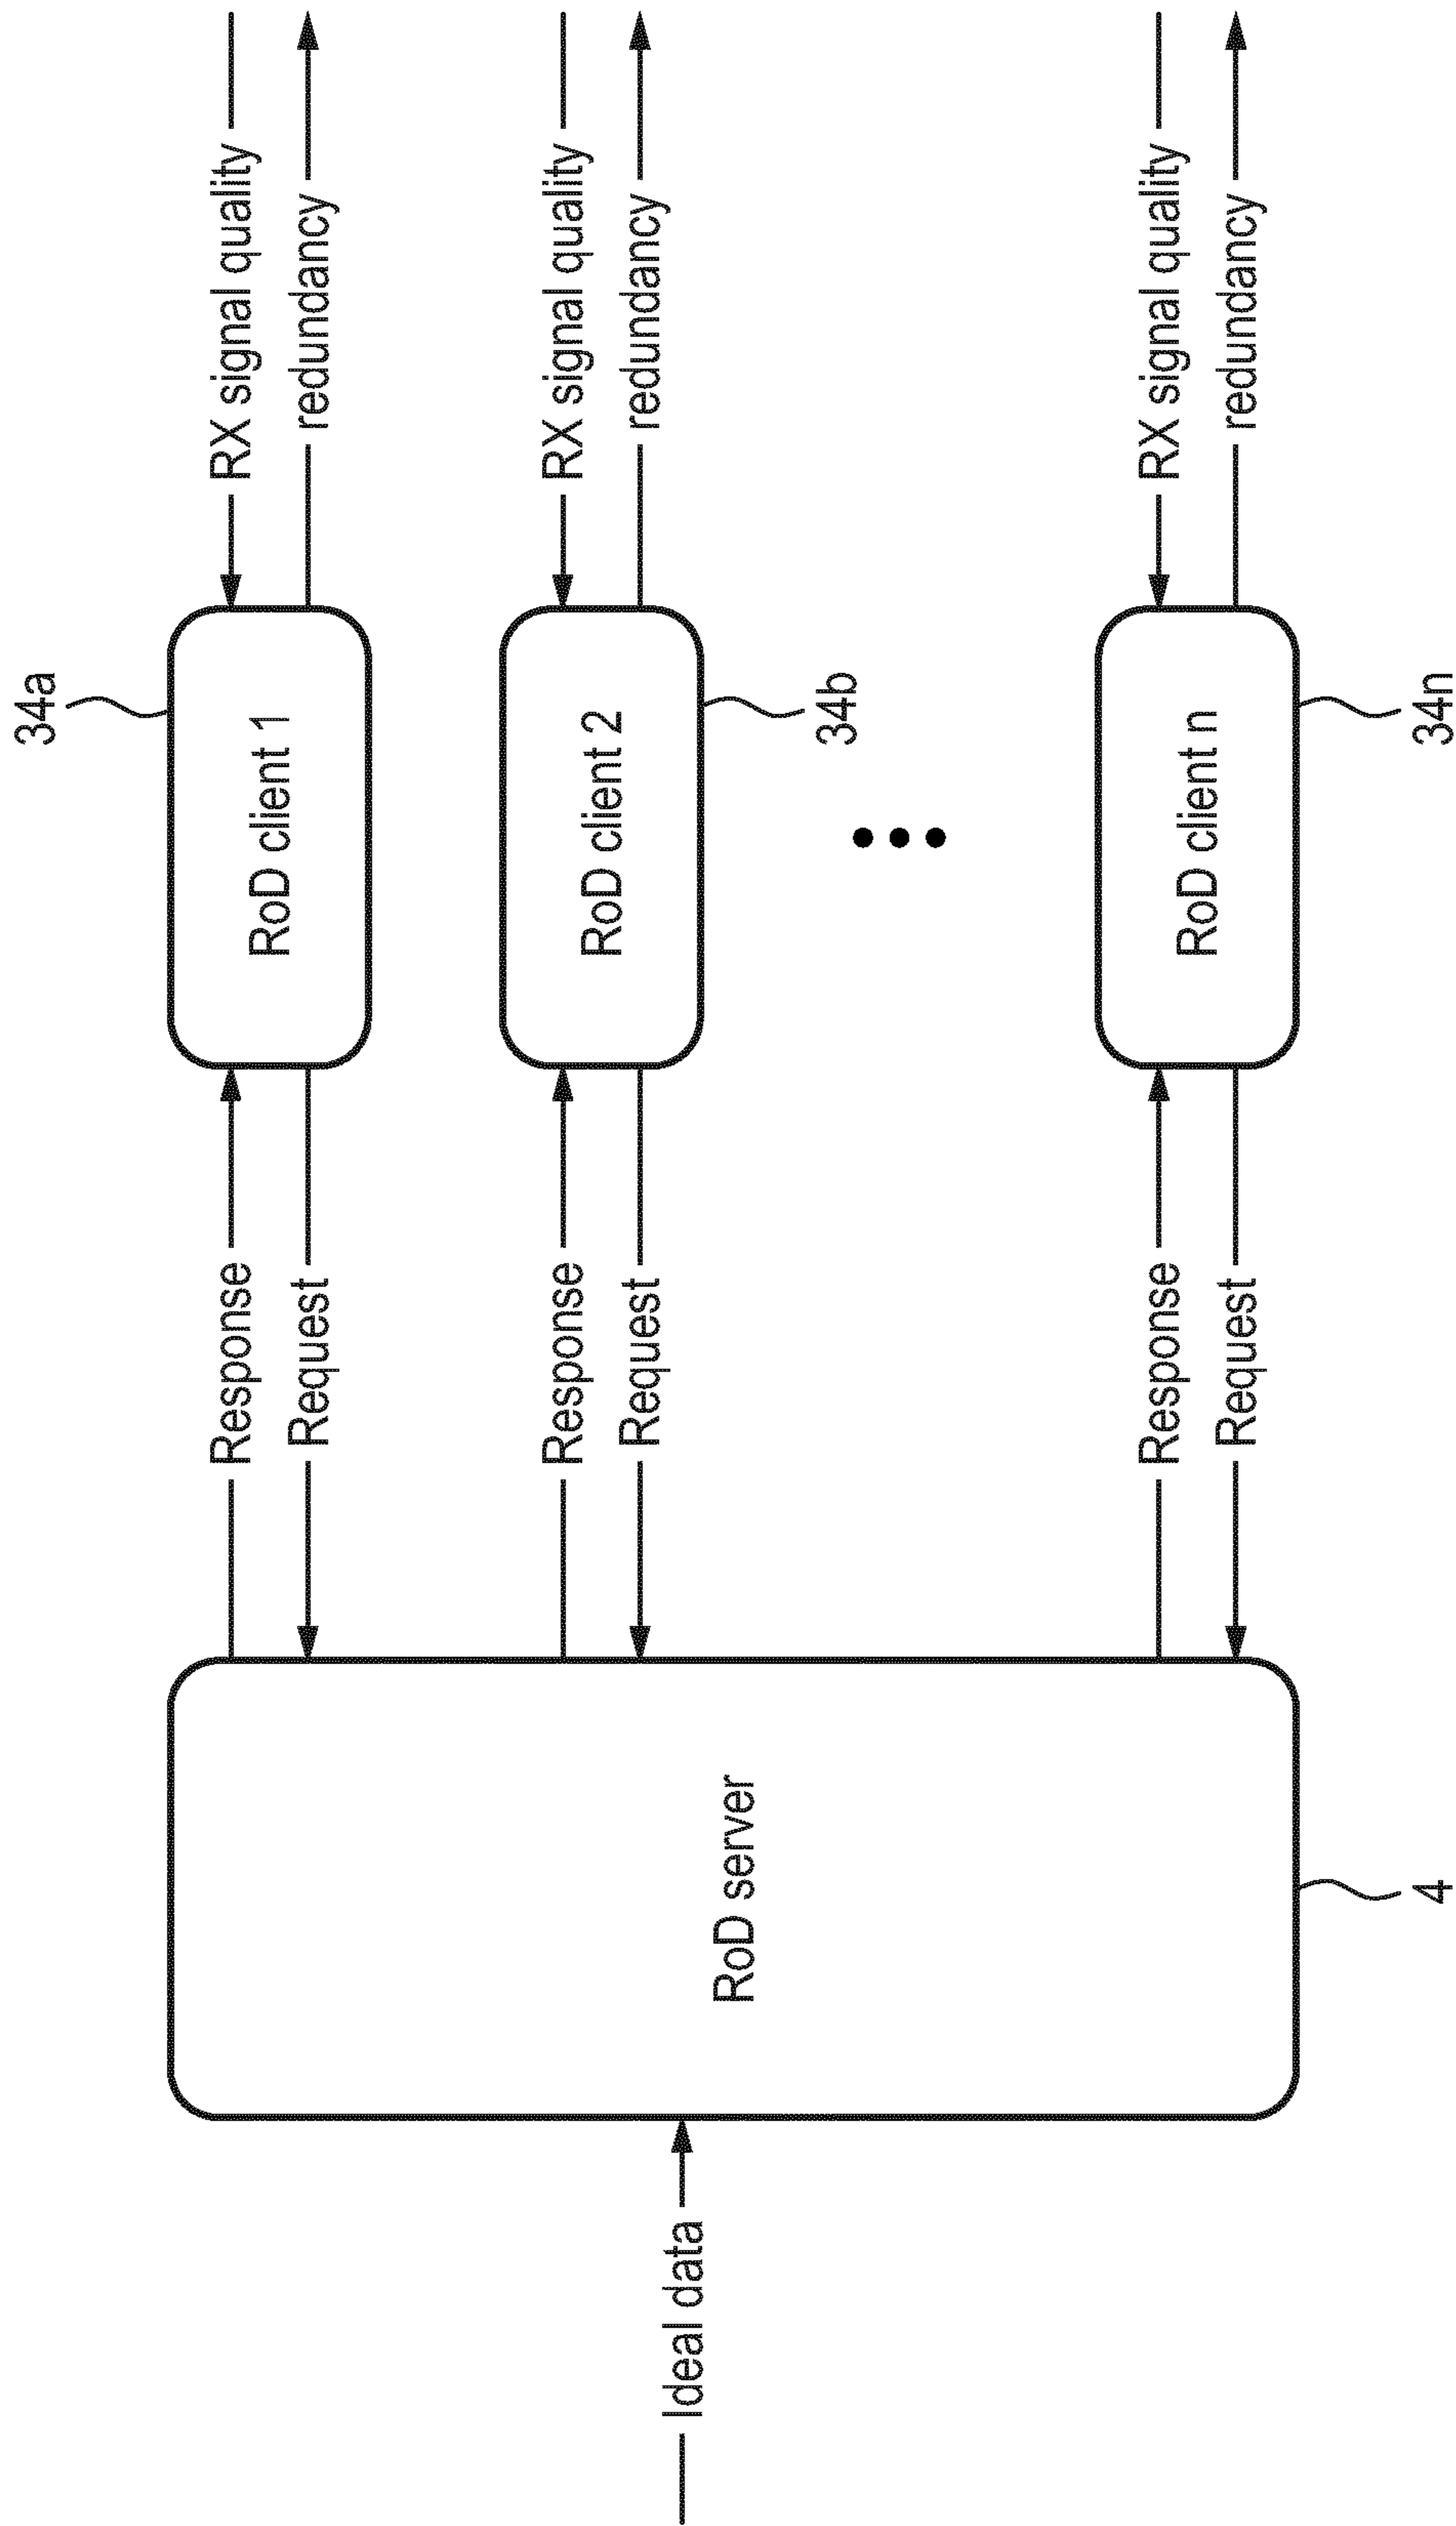 34a
RoD client 1
Response
Request
RX signal quality
redundancy
RoD client 2
34b
Response
Request
RX signal quality
redundancy
RoD client n
34n
Response
Request
RX signal quality
redundancy
RoD server
4
Ideal data